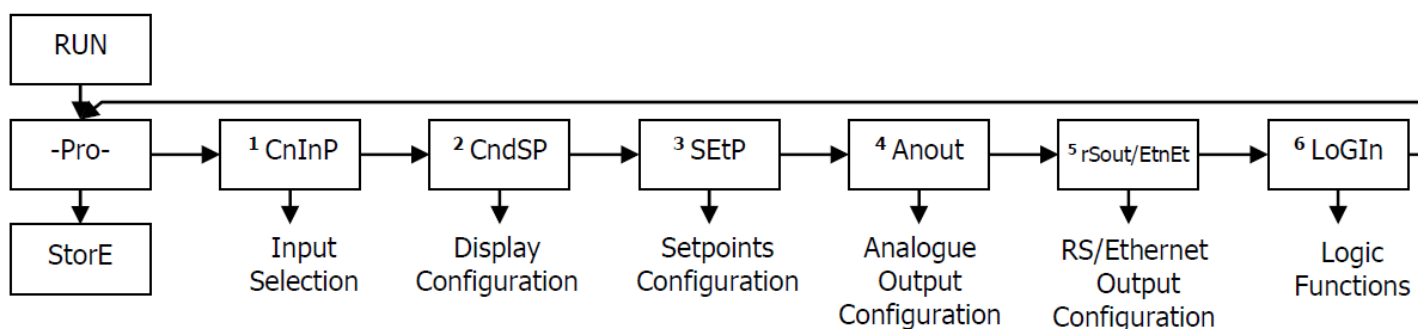 RUN
-Pro-
1 CnInP
2 CndSP
3 SEtP
4 Anout
5 rSout/EtnEt
6 LoGIn
StorE
Input
Selection
Display
Configuration
Setpoints
Configuration
Analogue
Output
Configuration
RS/Ethernet
Output
Configuration
Logic
Functions